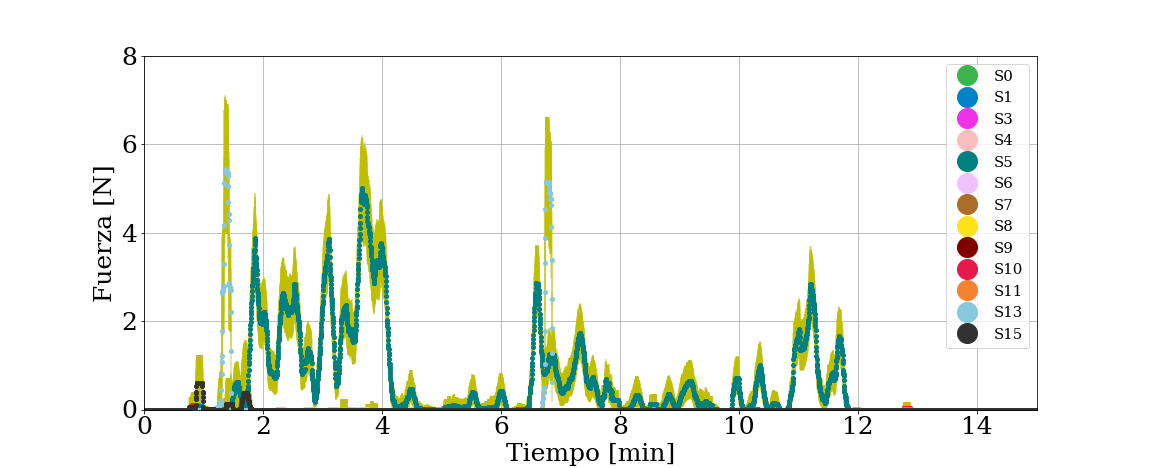 8
6
4
2
0
Fuerza [N]
0 2 4 6 8 10 12 14
Tiempo [min]
S0
S1
S3
S4
S5
S6
S7
S8
S9
S10
S11
S13
S15